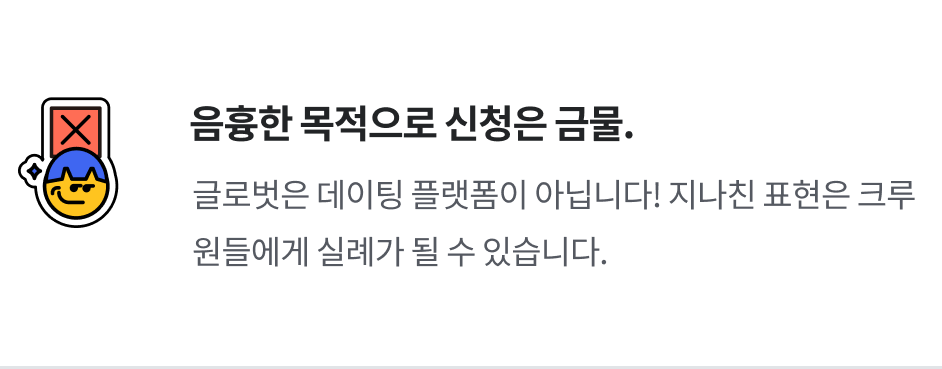 음흉한 목적으로 신청은 금물.
글로벗은 데이팅 플랫폼이 아닙니다! 지나친 표현은 크루
원들에게 실례가 될 수 있습니다.